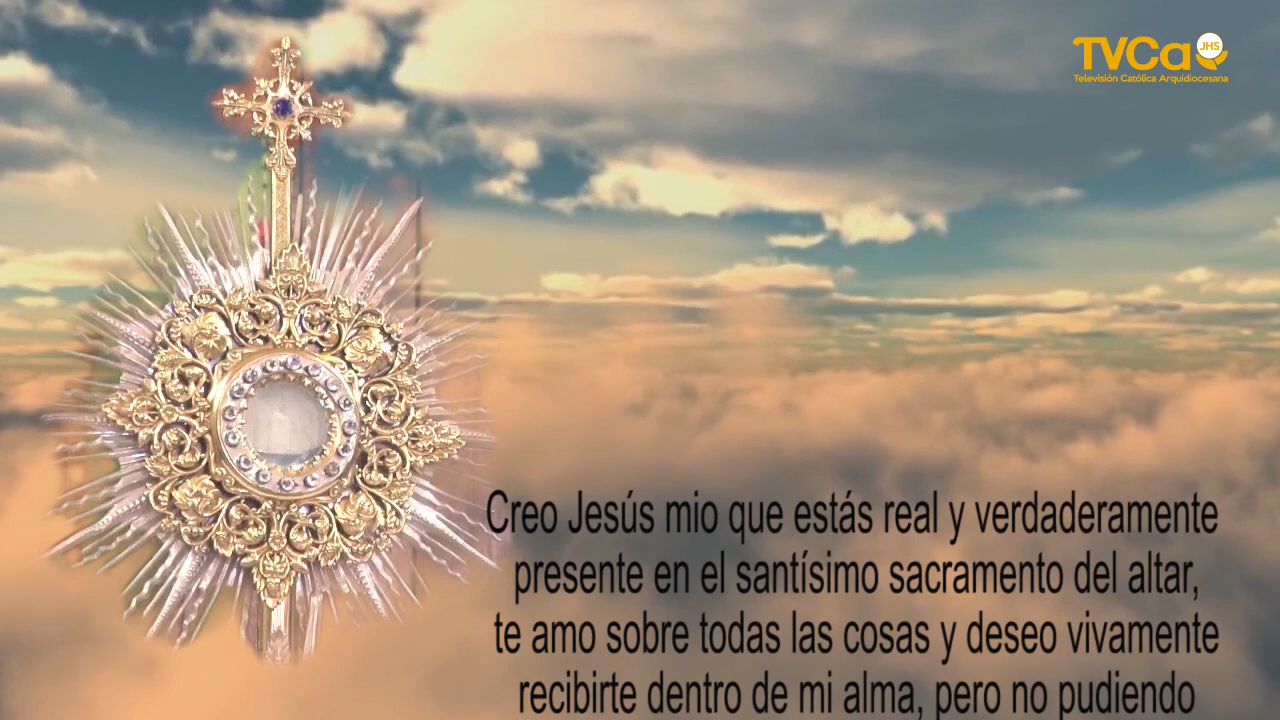 TVCa
JHS
Televisión Católica Arquidiocesana
Creo Jesús mio que estás real y verdaderamente
presente en el santísimo sacramento del altar,
te amo sobre todas las cosas y deseo vivamente
recibirte dentro de mi alma, pero no pudiendo